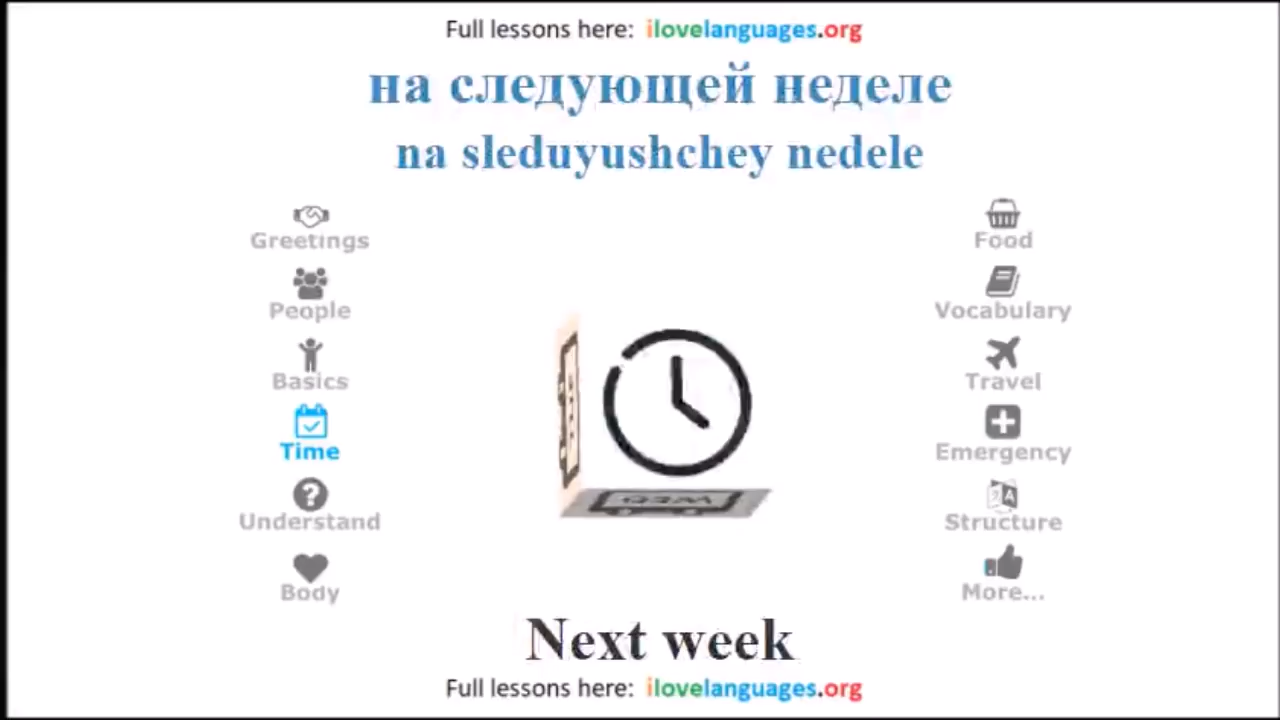 Full lessons here: ilovelanguages.org
на следующей неделе
na sleduyushchey nedele
Greetings
People
Basics
Time
Understand
Body
Food
Vocabulary
Travel
Emergency
Structure
More...
Next week
Full lessons here: ilovelanguages.org